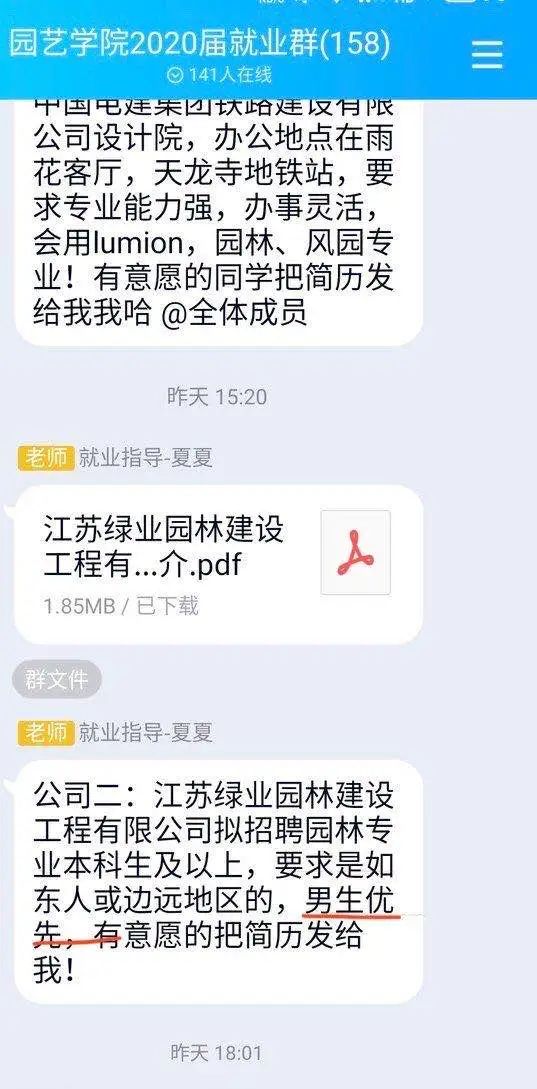 园艺学院2020届就业群(158)
141人在线
中国电建集团铁路建设有限
公司设计院，办公地点在雨
花客厅，天龙寺地铁站，要
求专业能力强，办事灵活，
会用lumion，园林、风园专
业！有意愿的同学把简历发
给我我哈 @全体成员
昨天 15:20
老师 就业指导-夏夏
江苏绿业园林建设
工程有...介.pdf
1.85MB / 已下载
群文件
老师 就业指导-夏夏
公司二：江苏绿业园林建设
工程有限公司拟招聘园林专
业本科生及以上，要求是如
东人或边远地区的，男生优
先，有意愿的把简历发给
我！
昨天 18:01